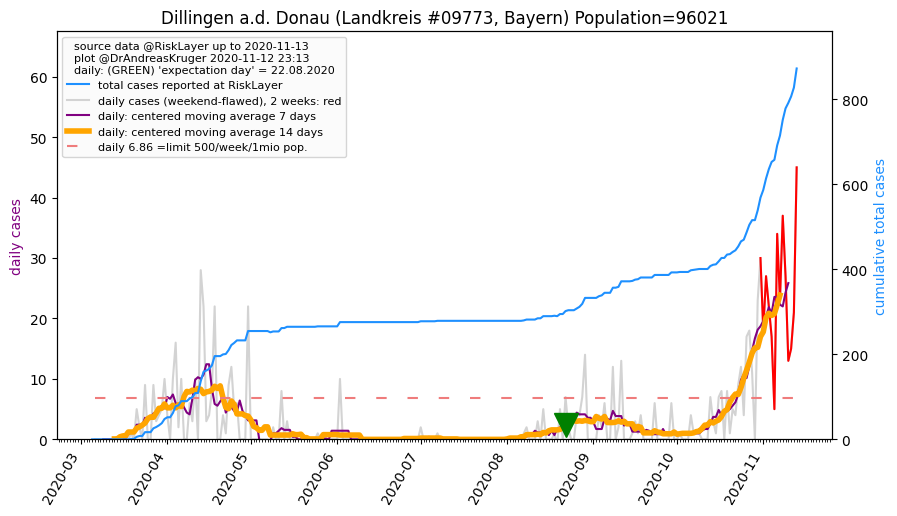 Dillingen a.d. Donau (Landkreis #09773, Bayern) Population=96021
source data @RiskLayer up to 2020-11-13
plot @DrAndreasKruger 2020-11-12 23:13
daily: (GREEN) 'expectation day' = 22.08.2020
total cases reported at RiskLayer
daily cases (weekend-flawed), 2 weeks: red
daily: centered moving average 7 days
daily: centered moving average 14 days
daily 6.86 =limit 500/week/1mio pop.
daily cases
60
50
40
30
20
10
0
cumulative total cases
800
600
400
200
0
2020-03
2020-04
2020-05
2020-06
2020-07
2020-08
2020-09
2020-10
2020-11